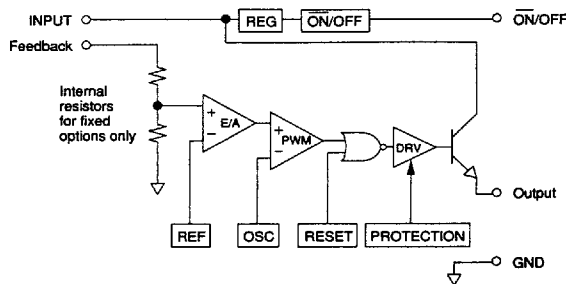 INPUT
REG
ON/OFF
ON/OFF
Feedback
Internal
resistors
for fixed
options only
+
E/A
−
+
PWM
−
DRV
Output
REF
OSC
RESET
PROTECTION
GND